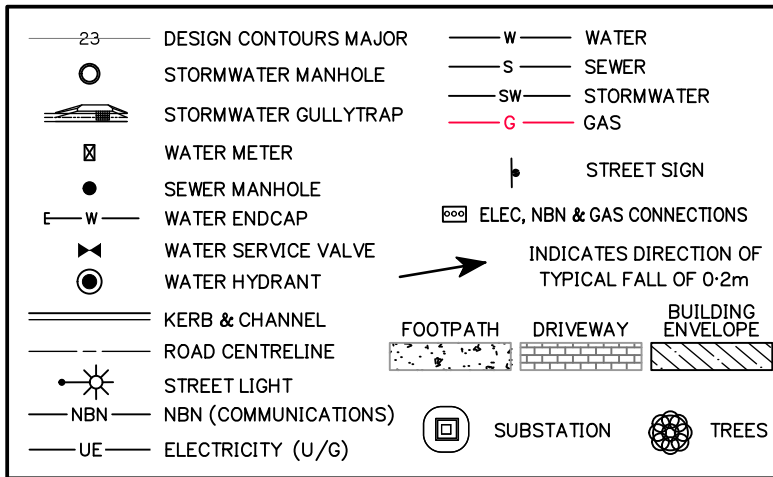 23 DESIGN CONTOURS MAJOR
STORMWATER MANHOLE
STORMWATER GULLYTRAP
WATER METER
SEWER MANHOLE
E W WATER ENDCAP
WATER SERVICE VALVE
WATER HYDRANT
KERB & CHANNEL
ROAD CENTRELINE
STREET LIGHT
NBN NBN (COMMUNICATIONS)
UE ELECTRICITY (U/G)
W WATER
S SEWER
SW STORMWATER
G GAS
STREET SIGN
ELEC, NBN & GAS CONNECTIONS
INDICATES DIRECTION OF
TYPICAL FALL OF 0·2m
FOOTPATH
DRIVEWAY
BUILDING
ENVELOPE
SUBSTATION
TREES